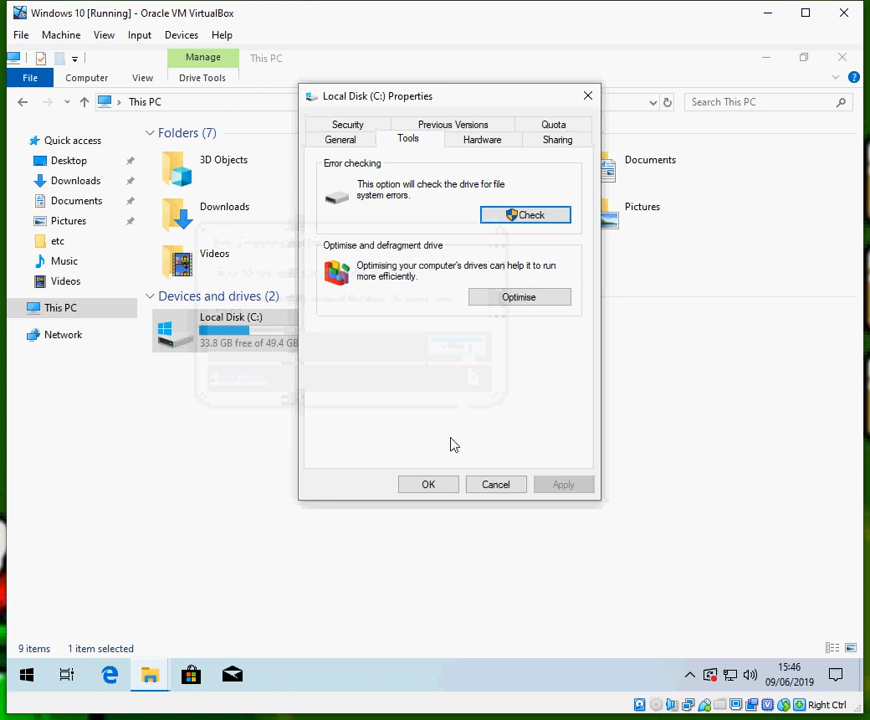 Windows 10 [Running] - Oracle VM VirtualBox
File Machine View Input Devices Help
Manage This PC
File Computer View Drive Tools
This PC
Search This PC
Local Disk (C:) Properties
Security Previous Versions Quota
General Tools Hardware Sharing
Error checking
This option will check the drive for file
system errors.
Check
Optimise and defragment drive
Optimising your computer's drives can help it to run
more efficiently.
Optimise
OK Cancel Apply
Quick access
Desktop
Downloads
Documents
Pictures
etc
Music
Videos
This PC
Network
Folders (7)
3D Objects
Downloads
Videos
Documents
Pictures
Devices and drives (2)
Local Disk (C:)
33.8 GB free of 49.4 GB
9 items 1 item selected
15:46
09/06/2019
Right Ctrl